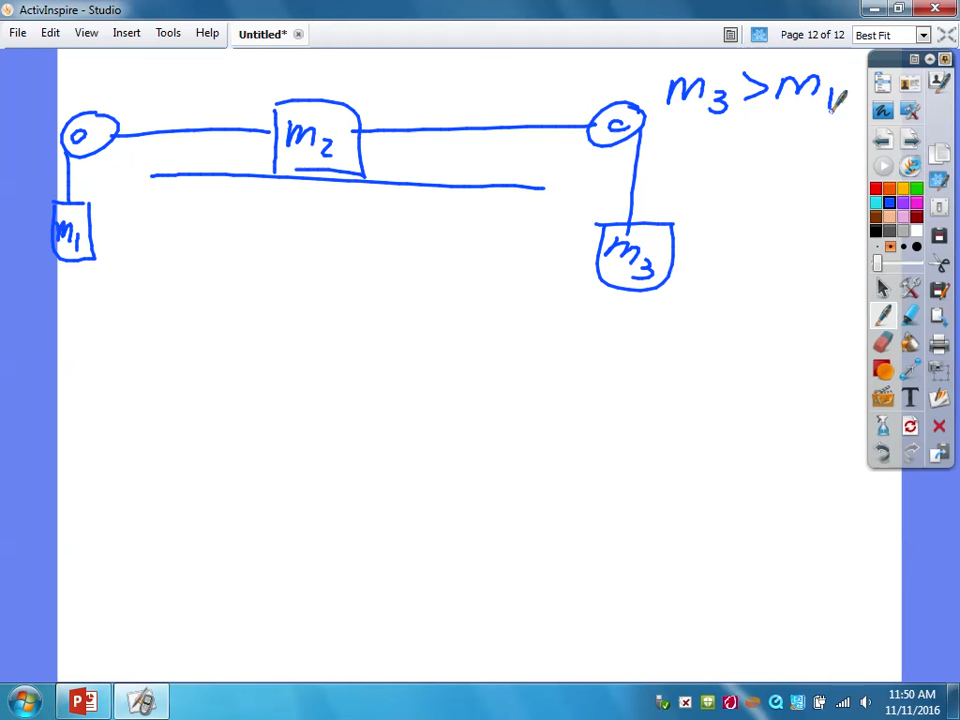 ActivInspire - Studio
File Edit View Insert Tools Help Untitled* Page 12 of 12 Best Fit
m3 > m1
m2
m1
m3
T
11:50 AM
11/11/2016